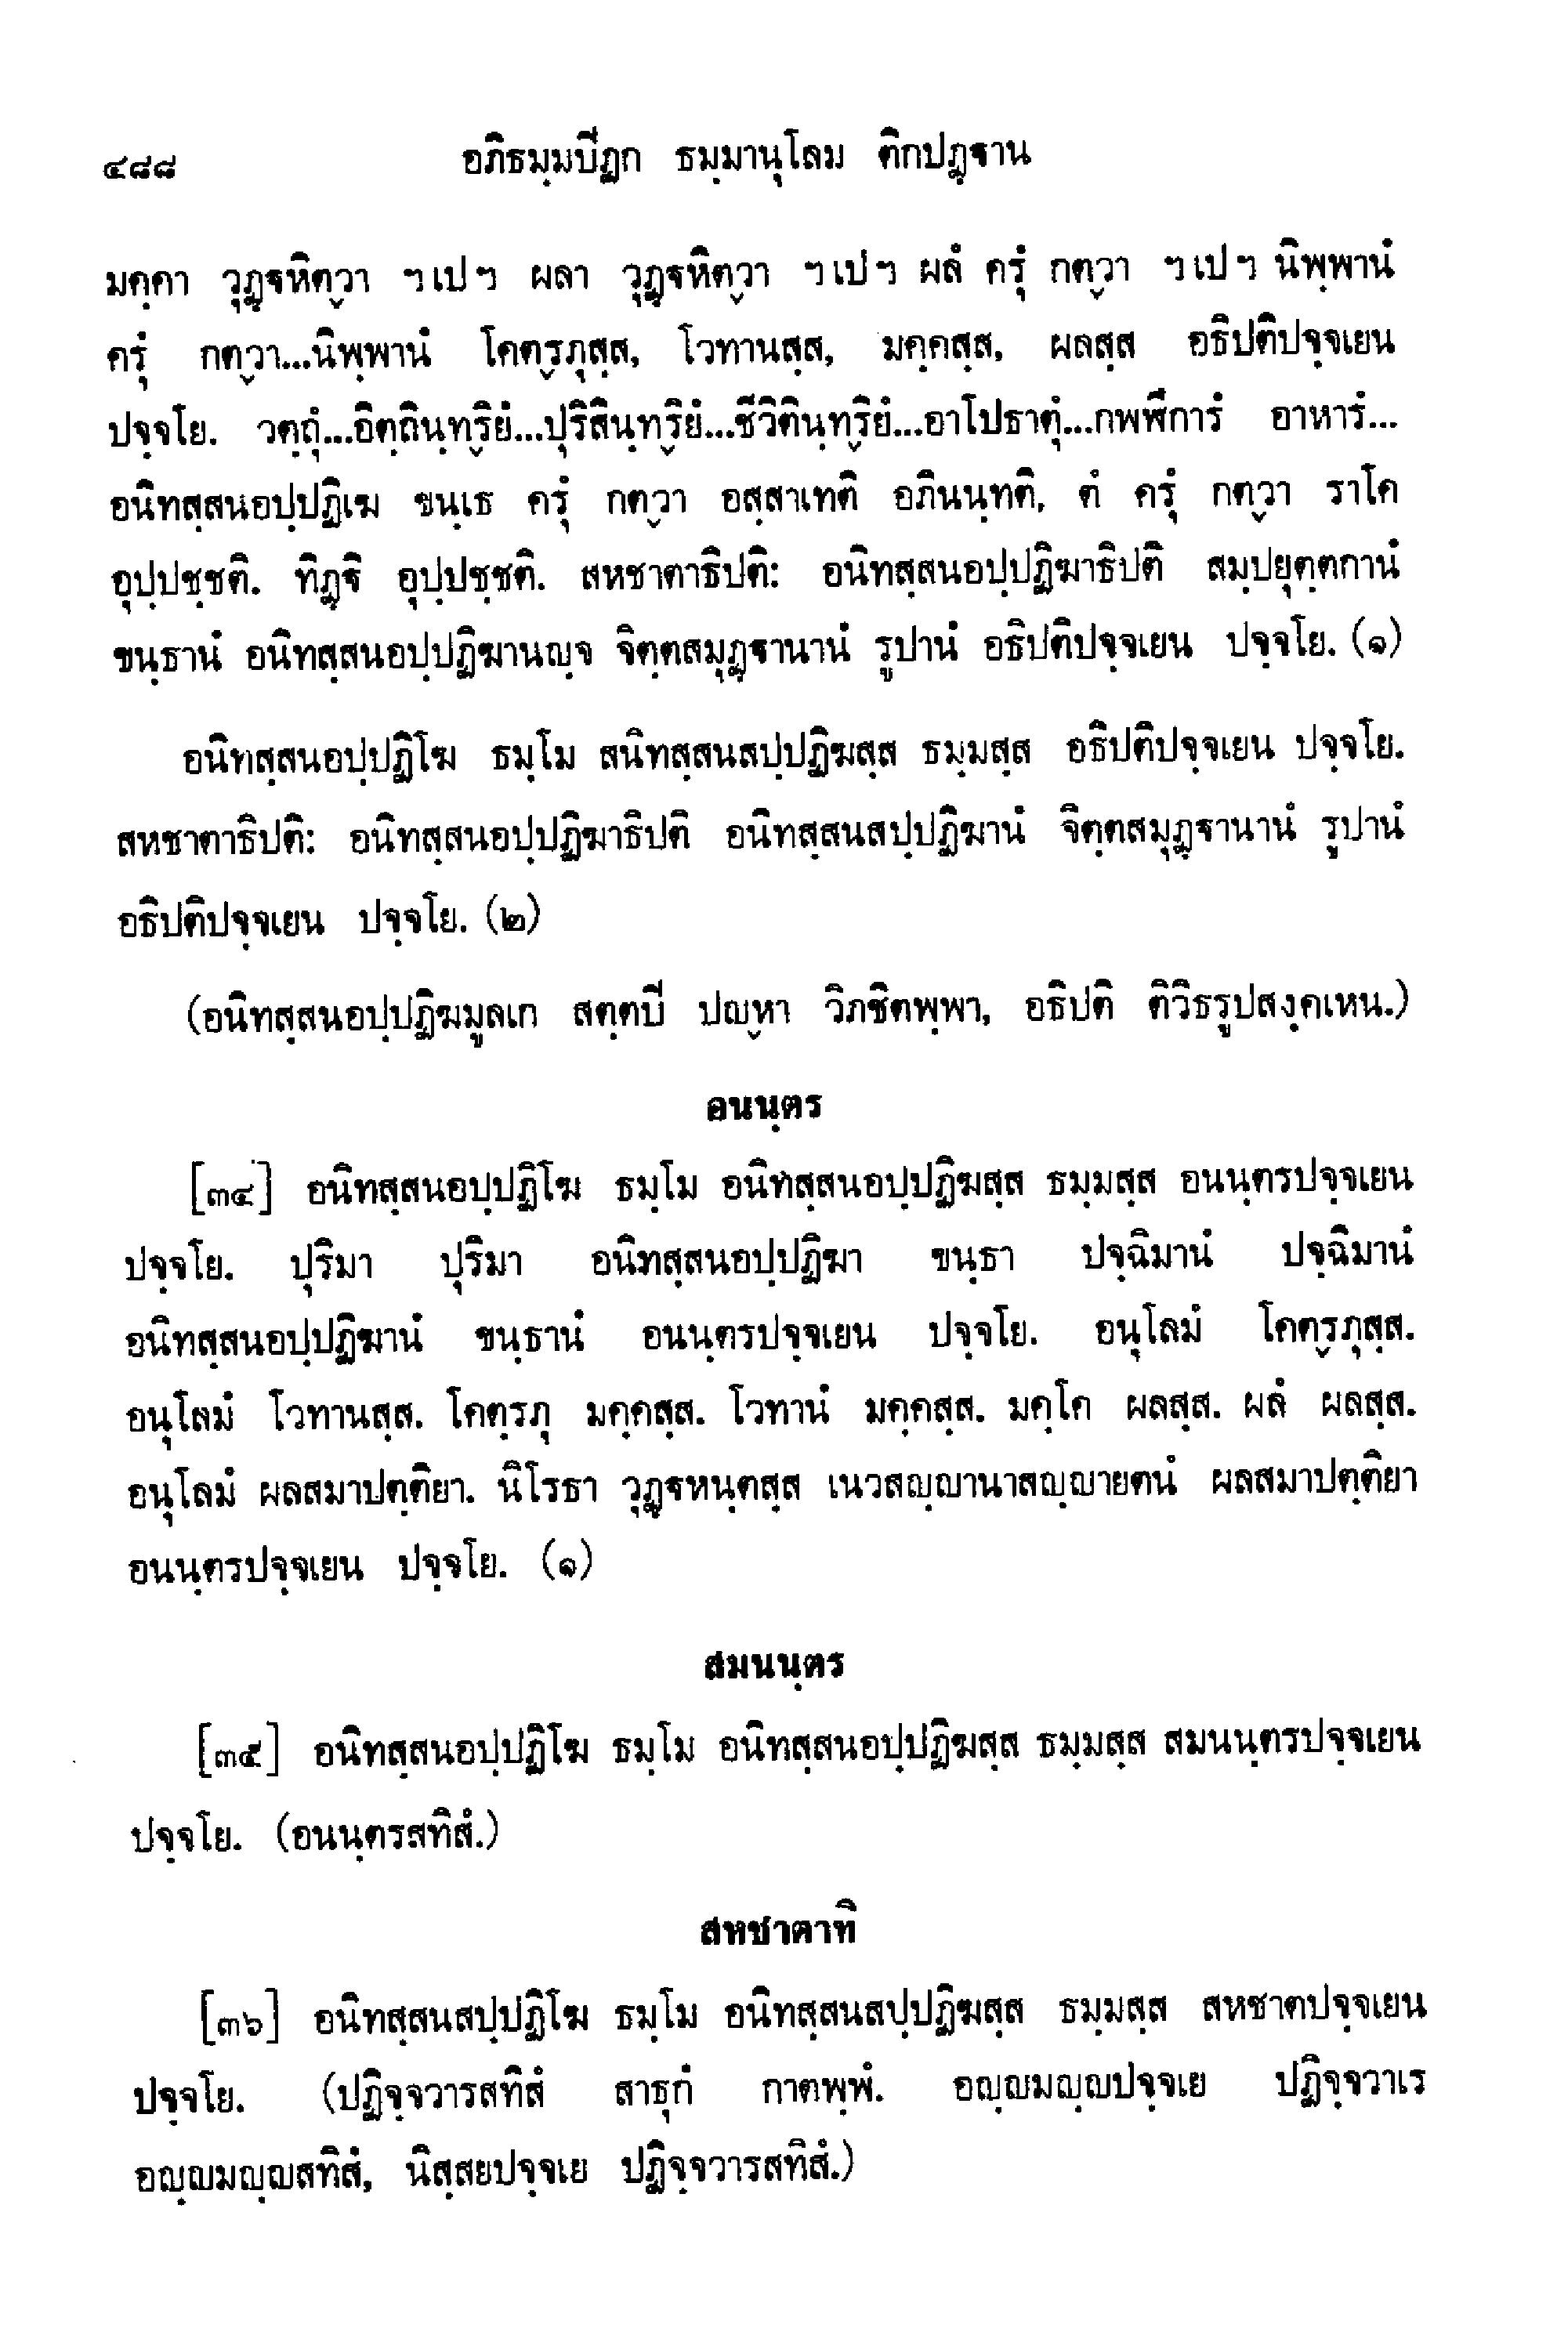 ๔๘๘ อภิธมฺมบีฏก ธมฺมานุโลม ติกปฏฺฐาน
มคฺคา วุฏฺฐหิตฺวา ฯ เป ฯ ผลา วุฏฺฐหิตฺวา ฯ เป ฯ ผลํ ครุํ กตฺวา ฯ เป ฯ นิพฺพานํ
ครุํ กตฺวา...นิพฺพานํ โคตฺรภุสฺส, โวทานสฺส, มคฺคสฺส, ผลสฺส อธิปติปจฺจเยน
ปจฺจโย. วตฺถุํ...อิตฺถินฺทฺริยํ...ปุริสินฺทฺริยํ...ชีวิตินฺทฺริยํ...อาโปธาตุํ...กพฬีการํ อาหารํ...
อนิทสฺสนอปฺปฏิเฆ ขนฺเธ ครุํ กตฺวา อสฺสาเทติ อภินนฺทติ, ตํ ครุํ กตฺวา ราโค
อุปฺปชฺชติ. ทิฏฺฐิ อุปฺปชฺชติ. สหชาตาธิปติ: อนิทสฺสนอปฺปฏิฆาธิปติ สมฺปยุตฺตกานํ
ขนฺธานํ อนิทสฺสนอปฺปฏิฆานญฺจ จิตฺตสมุฏฺฐานานํ รูปานํ อธิปติปจฺจเยน ปจฺจโย. (๑)
อนิทสฺสนอปฺปฏิโฆ ธมฺโม สนิทสฺสนสปฺปฏิฆสฺส ธมฺมสฺส อธิปติปจฺจเยน ปจฺจโย.
สหชาตาธิปติ: อนิทสฺสนอปฺปฏิฆาธิปติ อนิทสฺสนสปฺปฏิฆานํ จิตฺตสมุฏฺฐานานํ รูปานํ
อธิปติปจฺจเยน ปจฺจโย. (๒)
(อนิทสฺสนอปฺปฏิฆมูลเก สตฺตบี ปญฺหา วิภชิตพฺพา, อธิปติ ติวิธรูปสงฺคเหน.)
อนนฺตร
[๓๔] อนิทสฺสนอปฺปฏิโฆ ธมฺโม อนิทสฺสนอปฺปฏิฆสฺส ธมฺมสฺส อนนฺตรปจฺจเยน
ปจฺจโย. ปุริมา ปุริมา อนิทสฺสนอปฺปฏิฆา ขนฺธา ปจฺฉิมานํ ปจฺฉิมานํ
อนิทสฺสนอปฺปฏิฆานํ ขนฺธานํ อนนฺตรปจฺจเยน ปจฺจโย. อนุโลมํ โคตฺรภุสฺส.
อนุโลมํ โวทานสฺส. โคตฺรภุ มคฺคสฺส. โวทานํ มคฺคสฺส. มคฺโค ผลสฺส. ผลํ ผลสฺส.
อนุโลมํ ผลสมาปตฺติยา. นิโรธา วุฏฺฐหนฺตสฺส เนวสญฺญานาสญฺญายตนํ ผลสมาปตฺติยา
อนนฺตรปจฺจเยน ปจฺจโย. (๑)
สมนนฺตร
[๓๕] อนิทสฺสนอปฺปฏิโฆ ธมฺโม อนิทสฺสนอปฺปฏิฆสฺส ธมฺมสฺส สมนนฺตรปจฺจเยน
ปจฺจโย. (อนนฺตรสทิสํ.)
สหชาตาทิ
[๓๖] อนิทสฺสนสปฺปฏิโฆ ธมฺโม อนิทสฺสนสปฺปฏิฆสฺส ธมฺมสฺส สหชาตปจฺจเยน
ปจฺจโย. (ปฏิจฺจวารสทิสํ สาธุกํ กาตพฺพํ. อญฺญมญฺญปจฺจเย ปฏิจฺจวาเร
อญฺญมญฺญสทิสํ, นิสฺสยปจฺจเย ปฏิจฺจวารสทิสํ.)